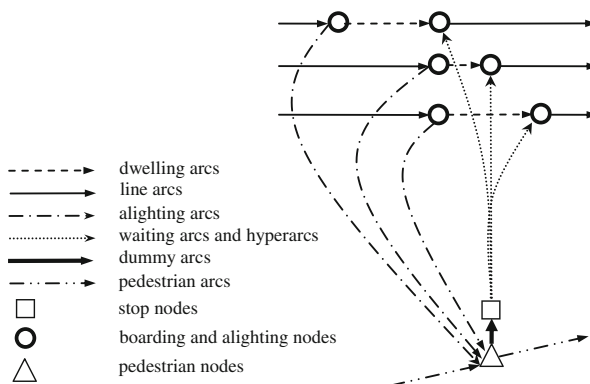 dwelling arcs
line arcs
alighting arcs
waiting arcs and hyperarcs
dummy arcs
pedestrian arcs
stop nodes
boarding and alighting nodes
pedestrian nodes